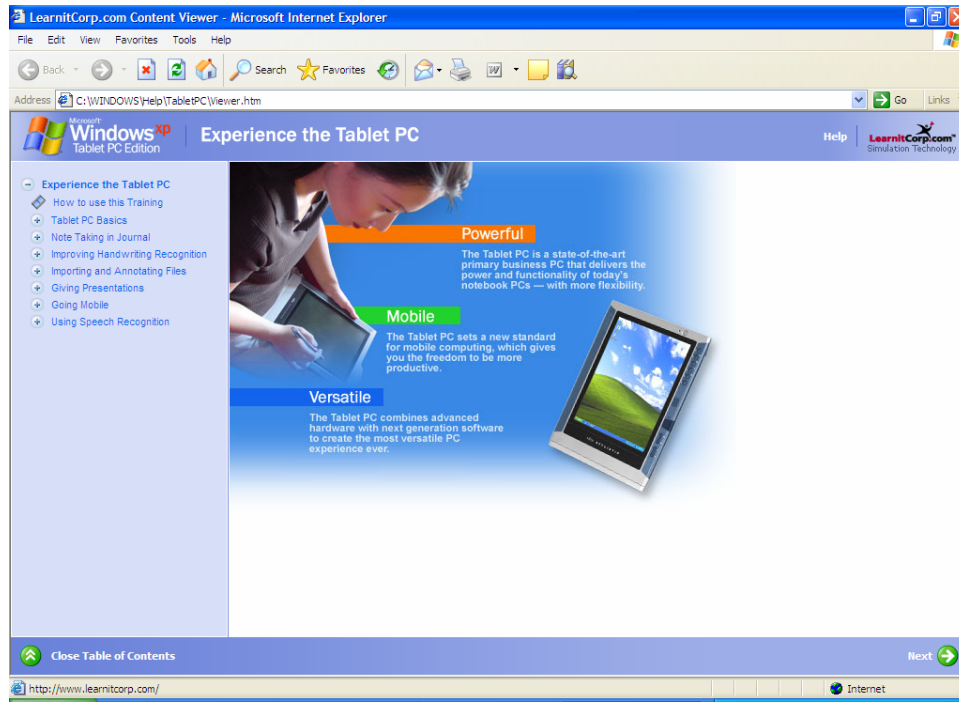 LearnitCorp.com Content Viewer - Microsoft Internet Explorer
File Edit View Favorites Tools Help
Back Search Favorites
Address C:\WINDOWS\Help\TabletPC\Viewer.htm Go Links
Microsoft
Windows xp
Tablet PC Edition
Experience the Tablet PC
Help
LearnitCorp.com™
Simulation Technology
Experience the Tablet PC
How to use this Training
Tablet PC Basics
Note Taking in Journal
Improving Handwriting Recognition
Importing and Annotating Files
Giving Presentations
Going Mobile
Using Speech Recognition
Powerful
The Tablet PC is a state-of-the-art
primary business PC that delivers the
power and functionality of today's
notebook PCs — with more flexibility.
Mobile
The Tablet PC sets a new standard
for mobile computing, which gives
you the freedom to be more
productive.
Versatile
The Tablet PC combines advanced
hardware with next generation software
to create the most versatile PC
experience ever.
Close Table of Contents
Next
http://www.learnitcorp.com/
Internet